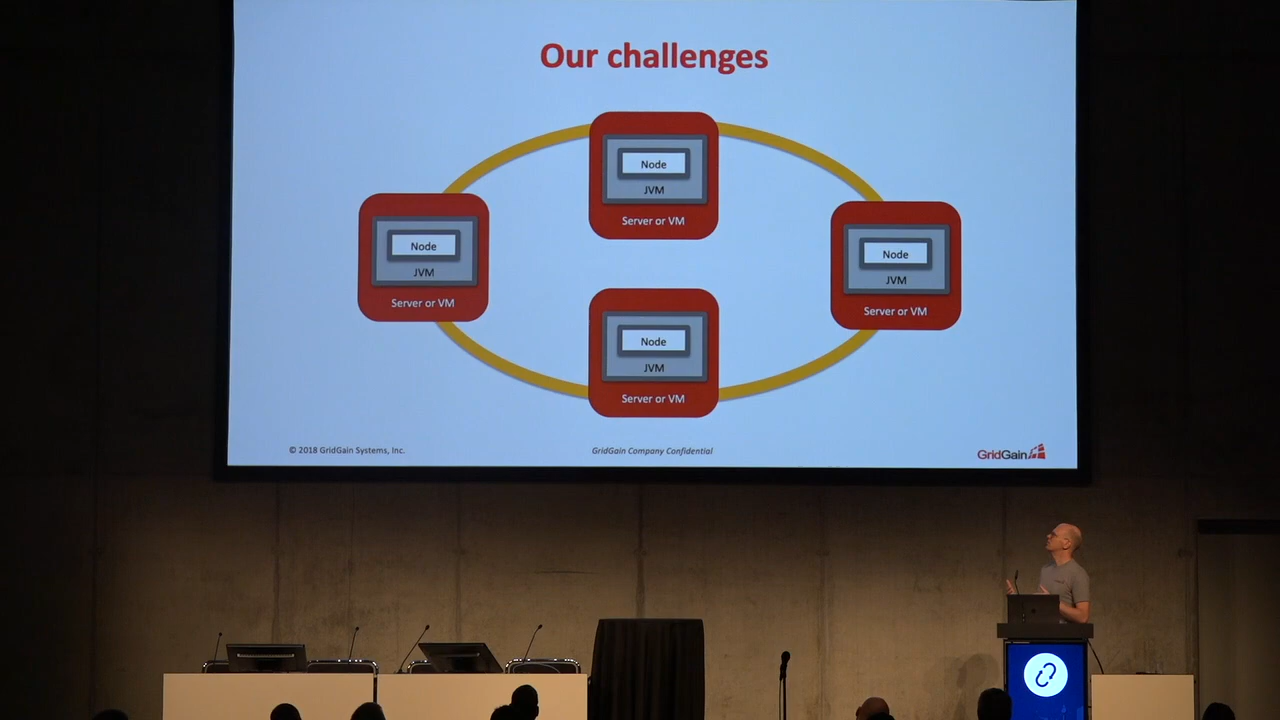 Our challenges
Node
JVM
Server or VM
Node
JVM
Server or VM
Node
JVM
Server or VM
Node
JVM
Server or VM
© 2018 GridGain Systems, Inc.
GridGain Company Confidential
GridGain